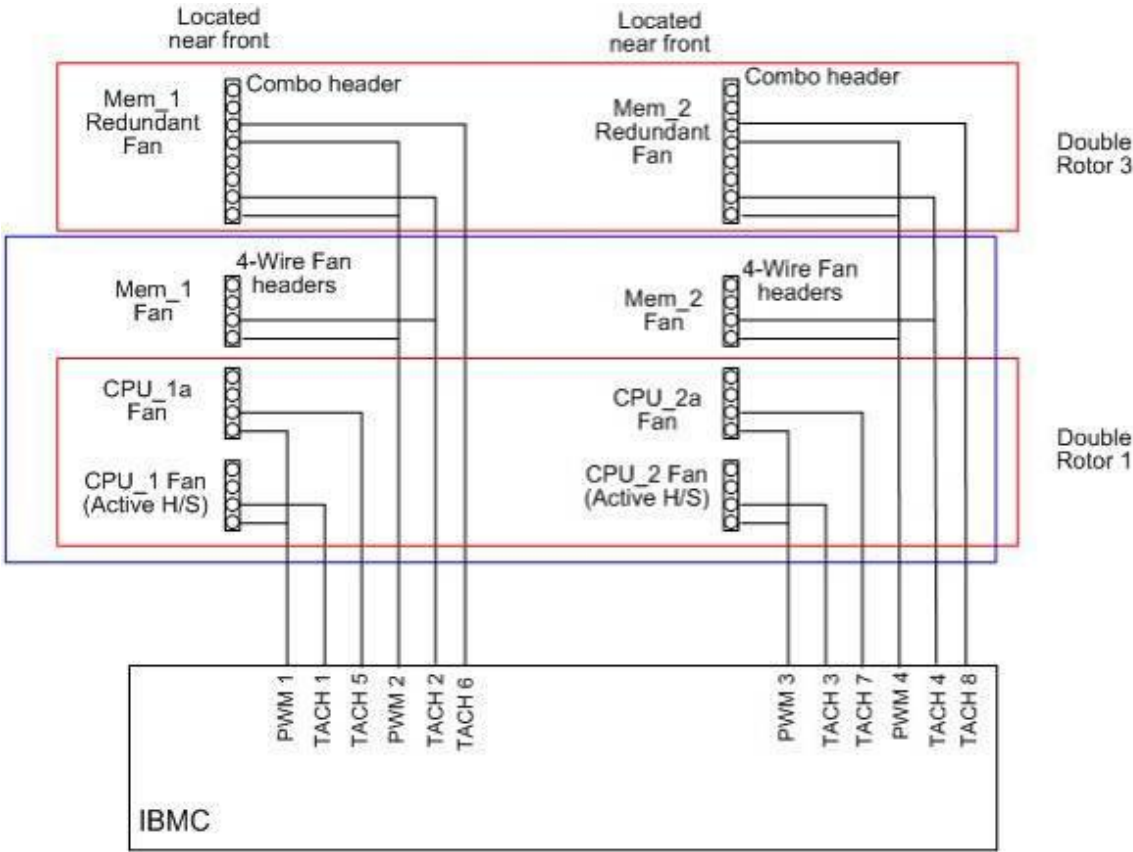 Located
near front
Located
near front
Mem_1
Redundant
Fan
Combo header
Mem_2
Redundant
Fan
Combo header
Double
Rotor 3
Mem_1
Fan
4-Wire Fan
headers
Mem_2
Fan
4-Wire Fan
headers
CPU_1a
Fan
CPU_2a
Fan
Double
Rotor 1
CPU_1 Fan
(Active H/S)
CPU_2 Fan
(Active H/S)
PWM 1
TACH 1
TACH 5
PWM 2
TACH 2
TACH 6
PWM 3
TACH 3
TACH 7
PWM 4
TACH 4
TACH 8
IBMC